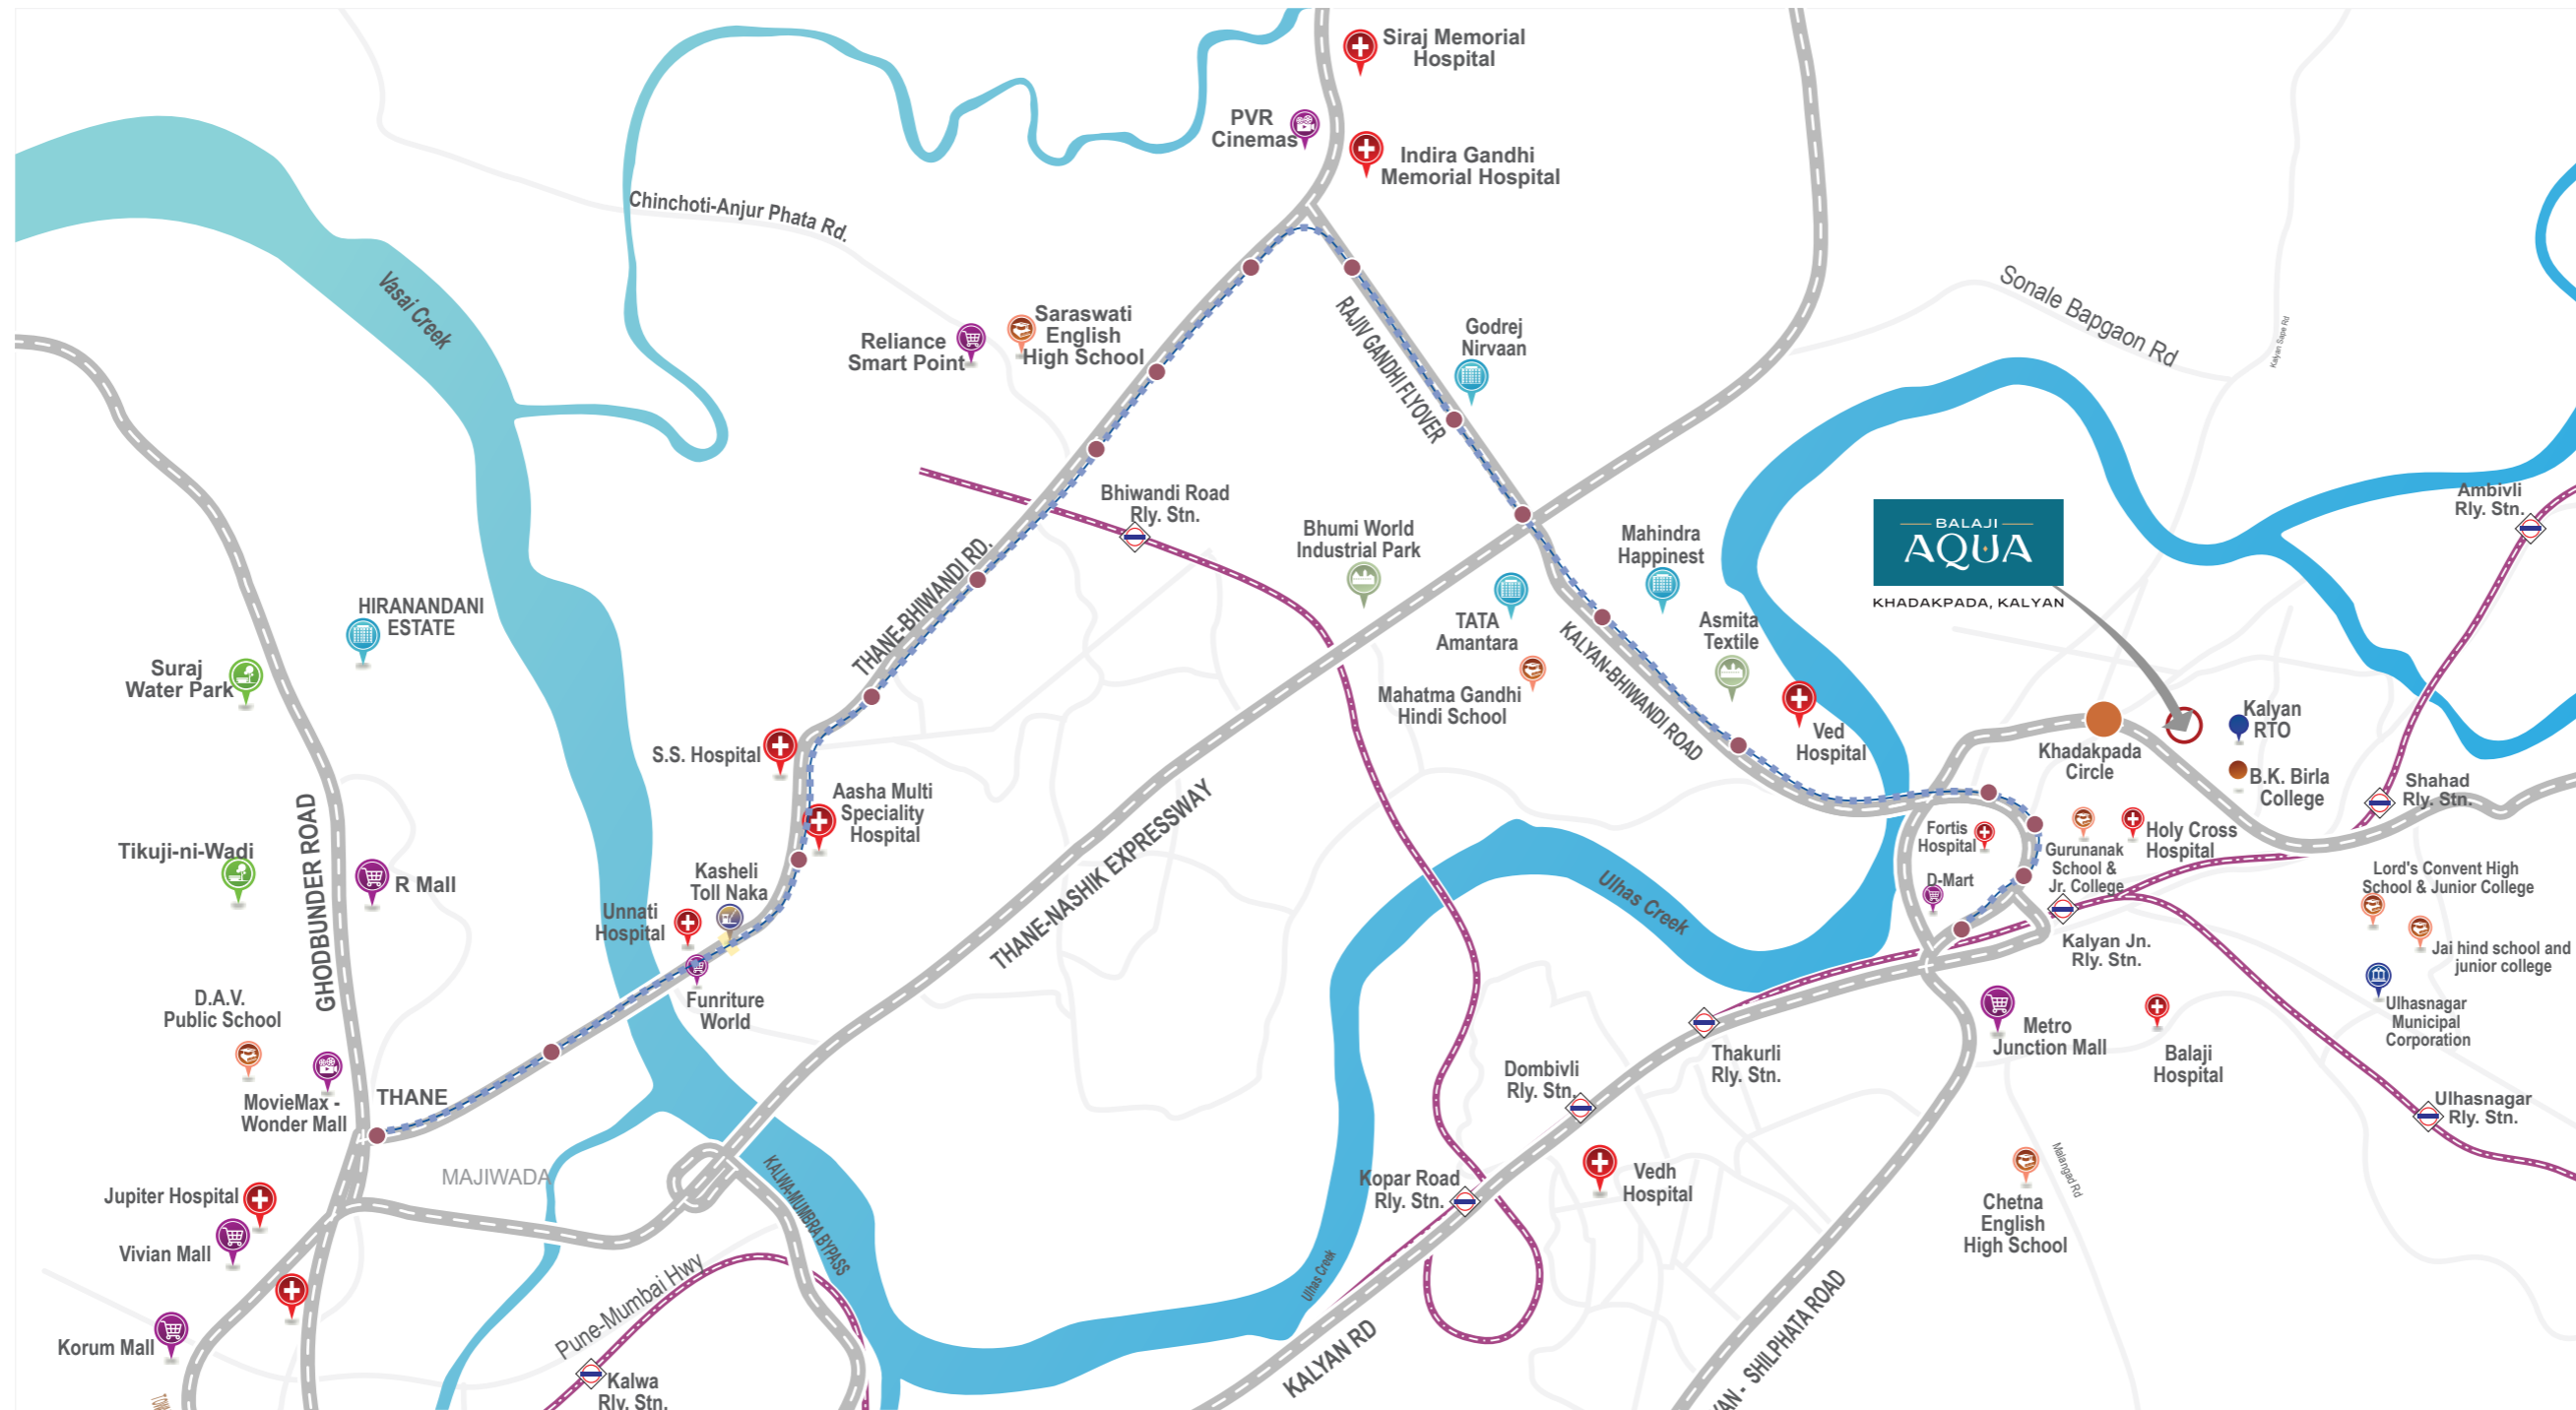 Siraj Memorial
Hospital
PVR
Cinemas
Indira Gandhi
Memorial Hospital
Chinchoti-Anjur Phata Rd.
Vasai Creek
Saraswati
English
High School
Reliance
Smart Point
RAJIV GANDHI FLYOVER
Godrej
Nirvaan
Sonale Bapgaon Rd
Kalyan Sape Rd
Bhiwandi Road
Rly. Stn.
Bhumi World
Industrial Park
Mahindra
Happinest
BALAJI
AQUA
KHADAKPADA, KALYAN
Ambivli
Rly. Stn.
THANE-BHIWANDI RD.
HIRANANDANI
ESTATE
TATA
Amantara
Asmita
Textile
KALYAN-BHIWANDI ROAD
Suraj
Water Park
Mahatma Gandhi
Hindi School
Ved
Hospital
Kalyan
RTO
Khadakpada
Circle
B.K. Birla
College
Shahad
Rly. Stn.
S.S. Hospital
Aasha Multi
Speciality
Hospital
THANE-NASHIK EXPRESSWAY
GHODBUNDER ROAD
Tikuji-ni-Wadi
R Mall
Kasheli
Toll Naka
Unnati
Hospital
Funriture
World
Ulhas Creek
Fortis
Hospital
D-Mart
Gurunanak
School &
Jr. College
Holy Cross
Hospital
Lord's Convent High
School & Junior College
Kalyan Jn.
Rly. Stn.
Jai hind school and
junior college
Ulhasnagar
Municipal
Corporation
D.A.V.
Public School
MovieMax -
Wonder Mall
THANE
Metro
Junction Mall
Balaji
Hospital
Thakurli
Rly. Stn.
Dombivli
Rly. Stn.
Ulhasnagar
Rly. Stn.
MAJIWADA
KALWA-MUMBRA BYPASS
Jupiter Hospital
Vivian Mall
Kopar Road
Rly. Stn.
Vedh
Hospital
Malangad Rd
Chetna
English
High School
Ulhas Creek
Pune-Mumbai Hwy
Korum Mall
Kalwa
Rly. Stn.
KALYAN RD
YAN - SHILPHATA ROAD